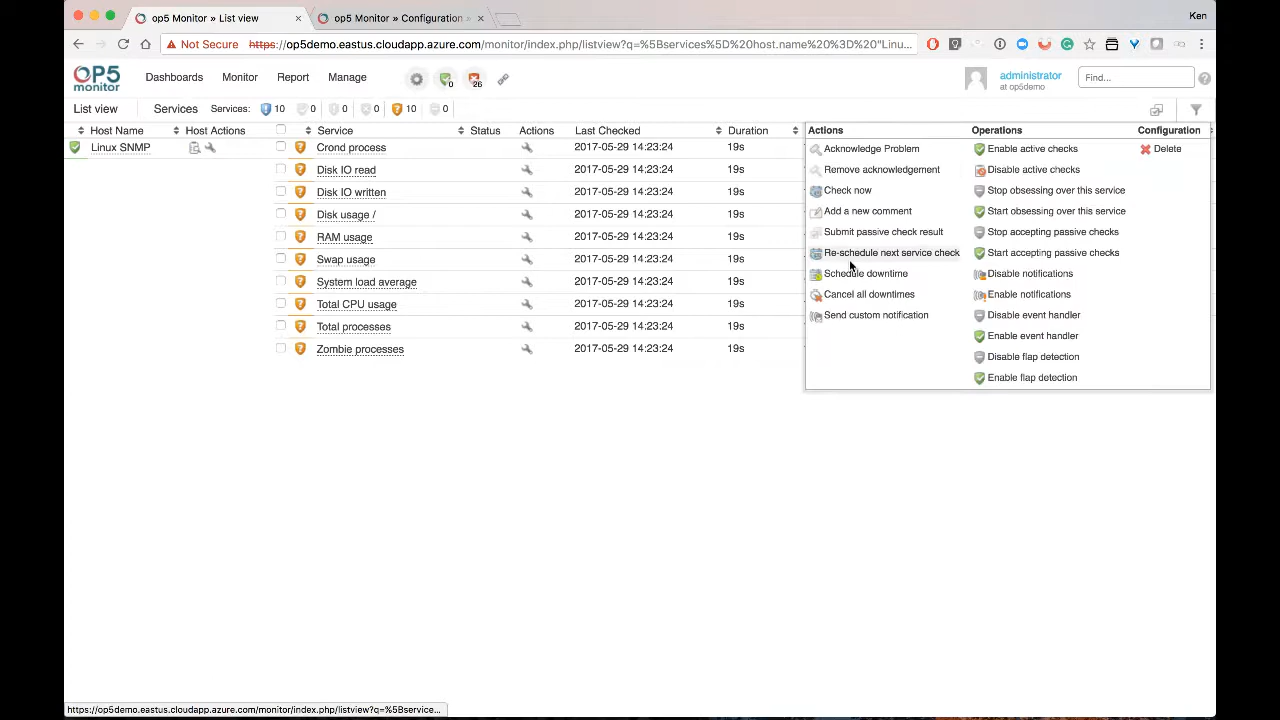 op5 Monitor » List view
op5 Monitor » Configuration »
Ken
Not Secure https://op5demo.eastus.cloudapp.azure.com/monitor/index.php/listview?q=%5Bservices%5D%20host.name%20%3D%20"Linu...
OP5 monitor
Dashboards Monitor Report Manage 0 26
administrator
at op5demo
Find...
List view Services Services: 10 0 0 0 10 0
Host Name Host Actions Service Status Actions Last Checked Duration
Linux SNMP Crond process 2017-05-29 14:23:24 19s
Disk IO read 2017-05-29 14:23:24 19s
Disk IO written 2017-05-29 14:23:24 19s
Disk usage / 2017-05-29 14:23:24 19s
RAM usage 2017-05-29 14:23:24 19s
Swap usage 2017-05-29 14:23:24 19s
System load average 2017-05-29 14:23:24 19s
Total CPU usage 2017-05-29 14:23:24 19s
Total processes 2017-05-29 14:23:24 19s
Zombie processes 2017-05-29 14:23:24 19s
Actions
Acknowledge Problem
Remove acknowledgement
Check now
Add a new comment
Submit passive check result
Re-schedule next service check
Schedule downtime
Cancel all downtimes
Send custom notification
Operations
Enable active checks
Disable active checks
Stop obsessing over this service
Start obsessing over this service
Stop accepting passive checks
Start accepting passive checks
Disable notifications
Enable notifications
Disable event handler
Enable event handler
Disable flap detection
Enable flap detection
Configuration
Delete
https://op5demo.eastus.cloudapp.azure.com/monitor/index.php/listview?q=%5Bservice...